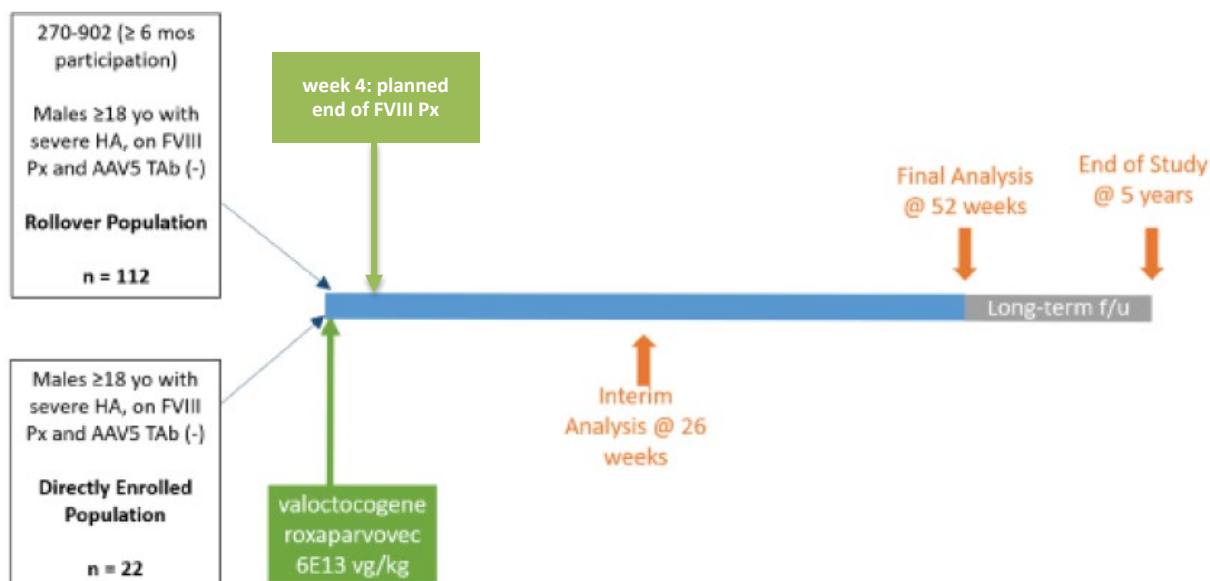 270-902 (≥ 6 mos
participation)
Males ≥18 yo with
severe HA, on FVIII
Px and AAV5 TAb (-)
Rollover Population
n = 112
week 4: planned
end of FVIII Px
Final Analysis
@ 52 weeks
End of Study
@ 5 years
Long-term f/u
Interim
Analysis @ 26
weeks
Males ≥18 yo with
severe HA, on FVIII
Px and AAV5 TAb (-)
Directly Enrolled
Population
n = 22
valoctocogene
roxaparvovec
6E13 vg/kg